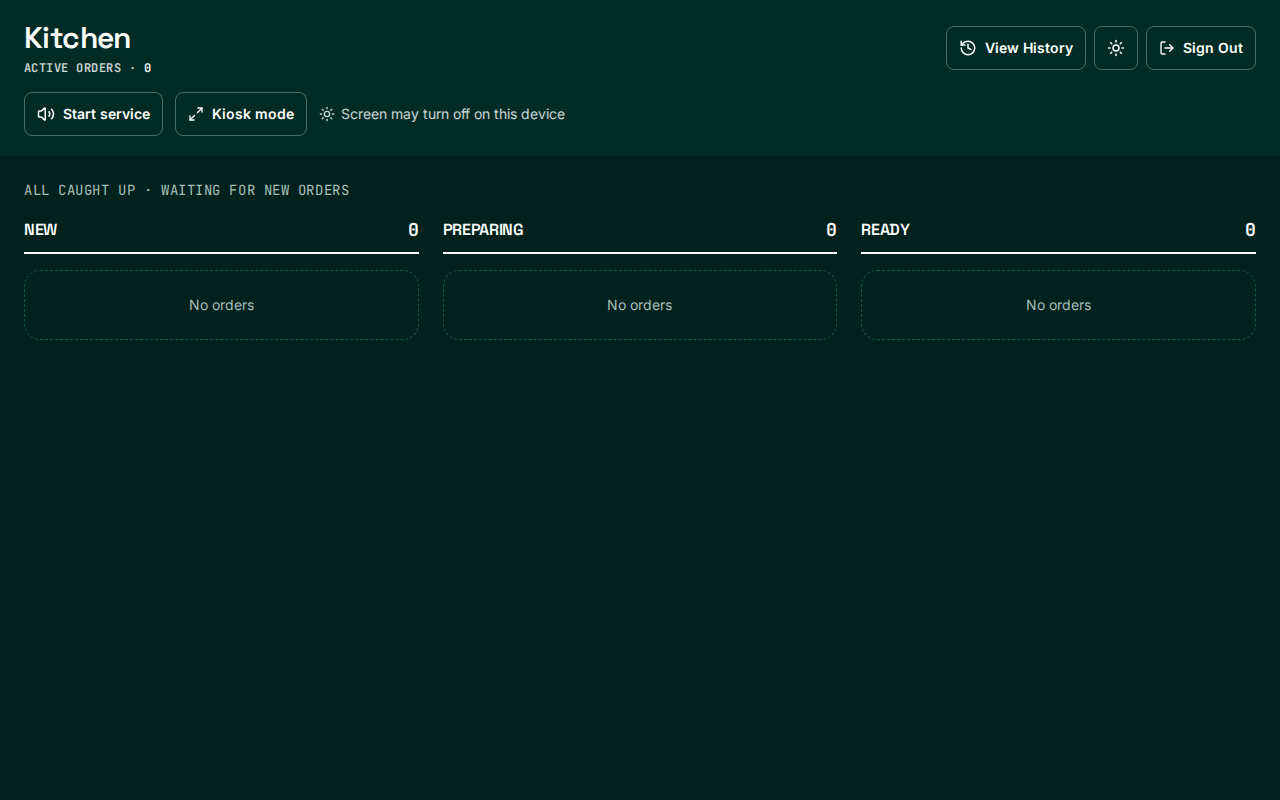 Kitchen
ACTIVE ORDERS · 0
View History
Sign Out
Start service
Kiosk mode
Screen may turn off on this device
ALL CAUGHT UP · WAITING FOR NEW ORDERS
NEW 0
PREPARING 0
READY 0
No orders
No orders
No orders